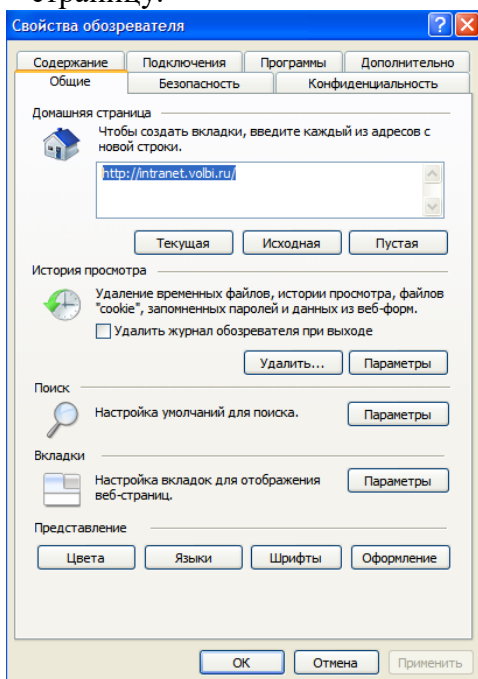 страницу.
Свойства обозревателя
Содержание Подключения Программы Дополнительно
Общие Безопасность Конфиденциальность
Домашняя страница
Чтобы создать вкладки, введите каждый из адресов с
новой строки.
http://intranet.volbi.ru/
Текущая Исходная Пустая
История просмотра
Удаление временных файлов, истории просмотра, файлов
"cookie", запомненных паролей и данных из веб-форм.
Удалить журнал обозревателя при выходе
Удалить... Параметры
Поиск
Настройка умолчаний для поиска. Параметры
Вкладки
Настройка вкладок для отображения
веб-страниц.
Параметры
Представление
Цвета Языки Шрифты Оформление
ОК Отмена Применить